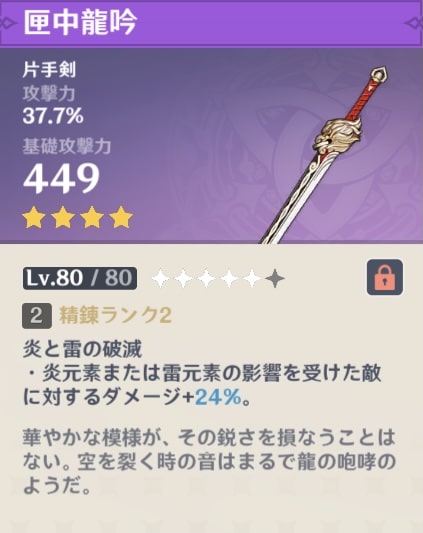 匣中龍吟
片手剣
攻撃力
37.7%
基礎攻撃力
449
Lv.80 / 80
2 精錬ランク2
炎と雷の破滅
・炎元素または雷元素の影響を受けた敵
に対するダメージ+24%。
華やかな模様が、その鋭さを損なうことは
ない。空を裂く時の音はまるで龍の咆哮の
ようだ。